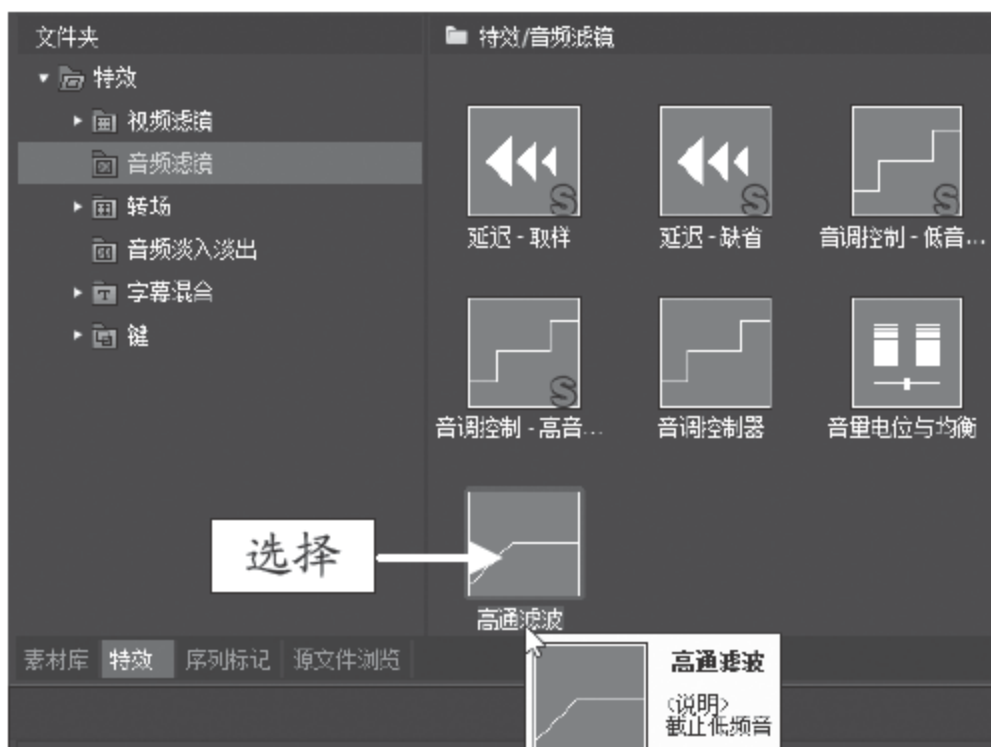 文件夹
特效
视频滤镜
音频滤镜
转场
音频淡入淡出
字幕混合
键
特效/音频滤镜
延迟 - 取样
延迟 - 缺省
音调控制 - 低音...
音调控制 - 高音...
音调控制器
音量电位与均衡
高通滤波
选择
素材库
特效
序列标记
源文件浏览
高通滤波
<说明>
截止低频音